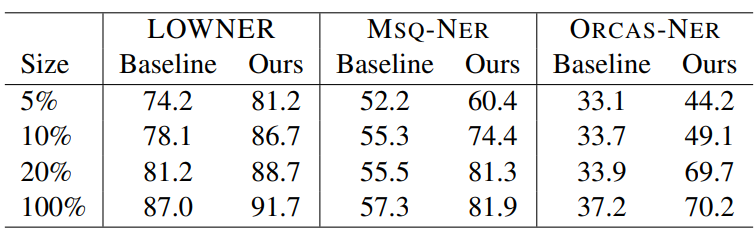 LOWNER MSQ-NER ORCAS-NER
Size Baseline Ours Baseline Ours Baseline Ours
5% 74.2 81.2 52.2 60.4 33.1 44.2
10% 78.1 86.7 55.3 74.4 33.7 49.1
20% 81.2 88.7 55.5 81.3 33.9 69.7
100% 87.0 91.7 57.3 81.9 37.2 70.2